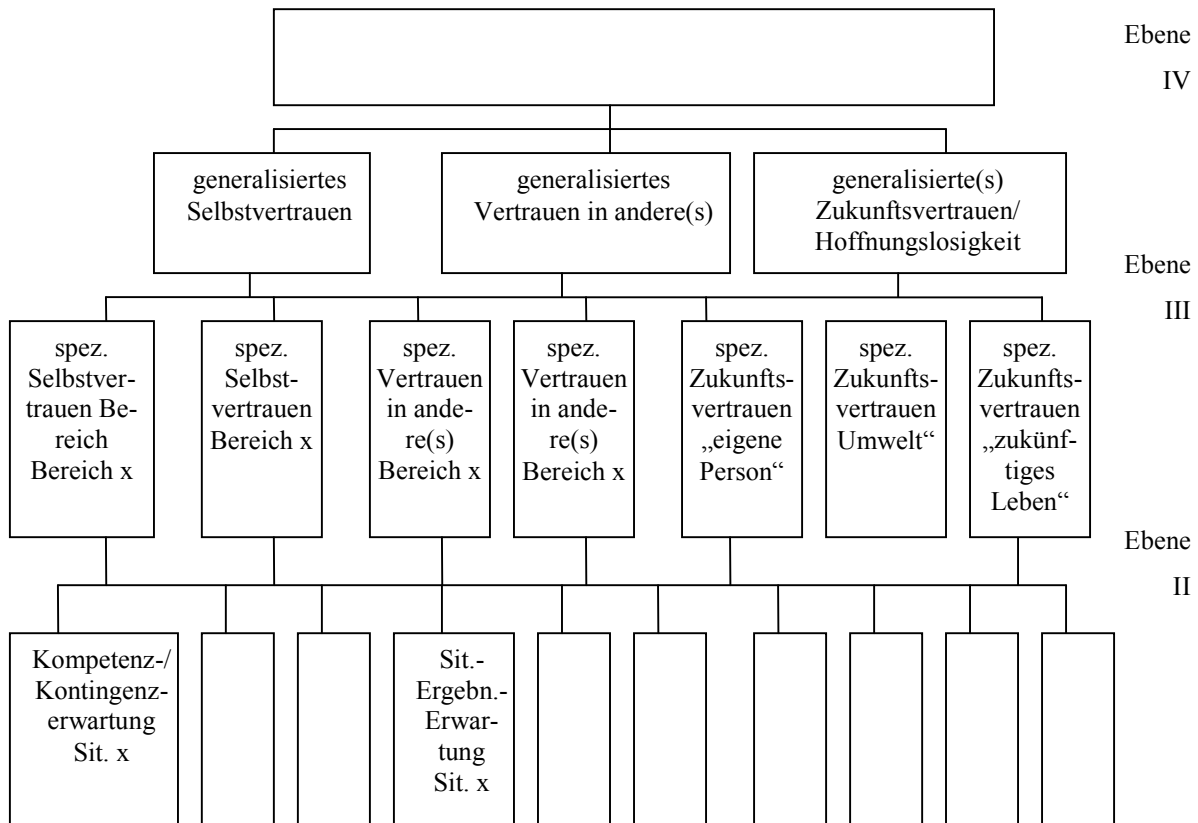 Ebene
IV
generalisiertes
Selbstvertrauen
generalisiertes
Vertrauen in andere(s)
generalisierte(s)
Zukunftsvertrauen/
Hoffnungslosigkeit
Ebene
III
spez.
Selbstver-
trauen Be-
reich
Bereich x
spez.
Selbst-
vertrauen
Bereich x
spez.
Vertrauen
in ande-
re(s)
Bereich x
spez.
Vertrauen
in ande-
re(s)
Bereich x
spez.
Zukunfts-
vertrauen
„eigene
Person“
spez.
Zukunfts-
vertrauen
Umwelt“
spez.
Zukunfts-
vertrauen
„zukünf-
tiges
Leben“
Ebene
II
Kompetenz-/
Kontingenz-
erwartung
Sit. x
Sit.-
Ergebn.-
Erwar-
tung
Sit. x